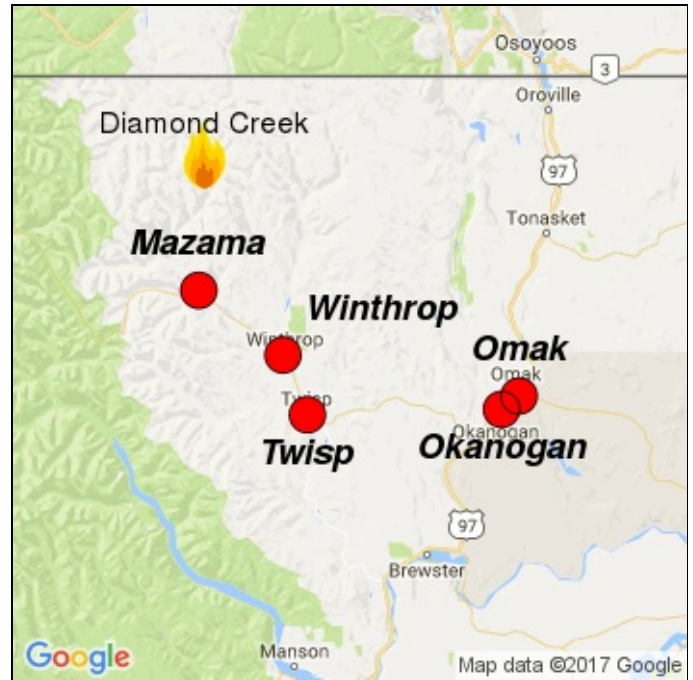 Osoyoos
3
Oroville
Diamond Creek
97
Tonasket
Mazama
Winthrop
Winthrop
Omak
Omak
Twisp
Okanogan
Okanogan
Twisp
97
Brewster
Manson
Google
Map data ©2017 Google